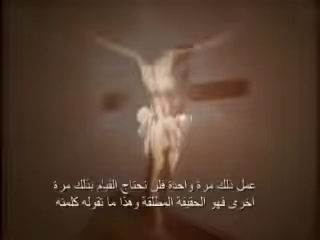 عمل ذلك مرة واحدة فلن تحتاج القيام بذلك مرة
اخرى فهو الحقيقة المطلقة وهذا ما تقوله كلمته